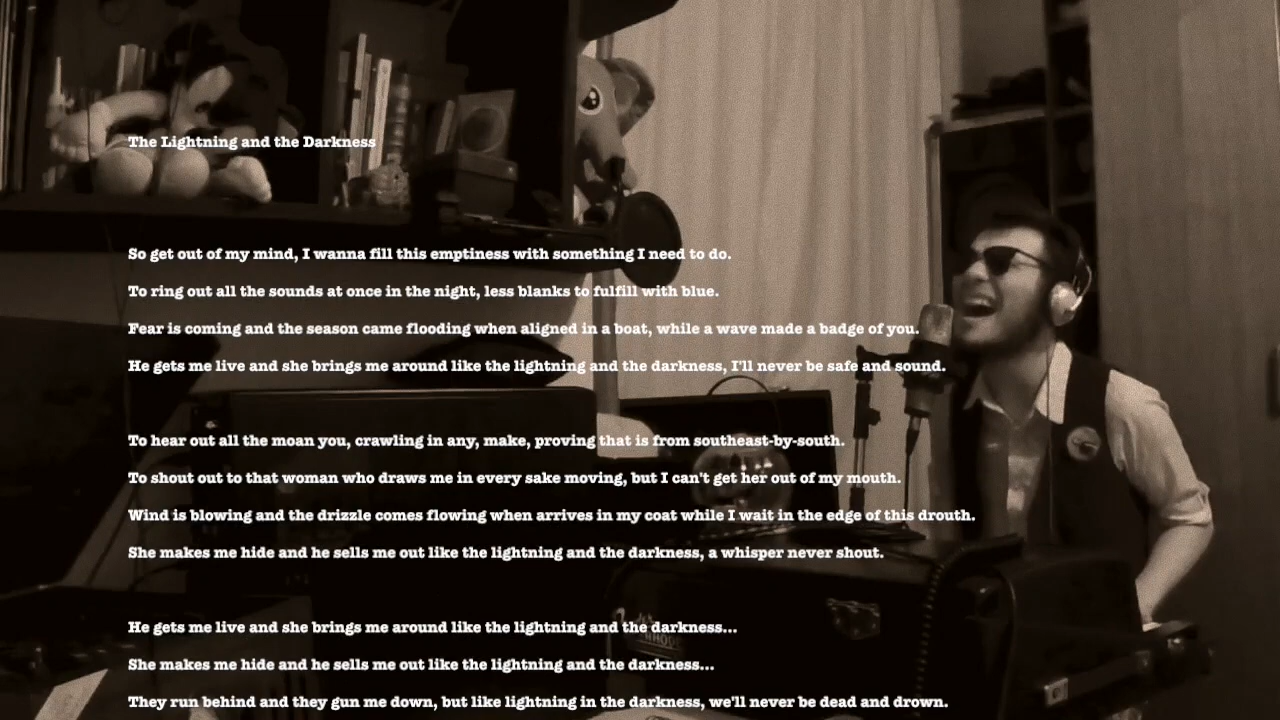 The Lightning and the Darkness
So get out of my mind, I wanna fill this emptiness with something I need to do.
To ring out all the sounds at once in the night, less blanks to fulfill with blue.
Fear is coming and the season came flooding when aligned in a boat, while a wave made a badge of you.
He gets me live and she brings me around like the lightning and the darkness, I'll never be safe and sound.
To hear out all the moan you, crawling in any, make, proving that is from southeast-by-south.
To shout out to that woman who draws me in every sake moving, but I can't get her out of my mouth.
Wind is blowing and the drizzle comes flowing when arrives in my coat while I wait in the edge of this drouth.
She makes me hide and he sells me out like the lightning and the darkness, a whisper never shout.
He gets me live and she brings me around like the lightning and the darkness...
She makes me hide and he sells me out like the lightning and the darkness...
They run behind and they gun me down, but like lightning in the darkness, we'll never be dead and drown.